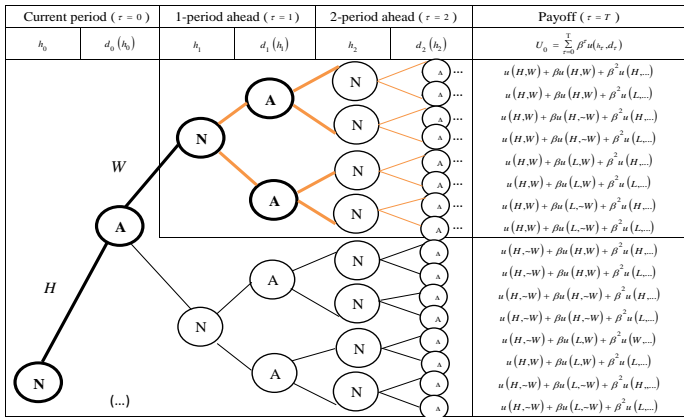 Current period ( τ = 0 ) 1-period ahead ( τ = 1 ) 2-period ahead ( τ = 2 ) Payoff ( τ = T )
h₀ d₀(h₀) h₁ d₁(h₁) h₂ d₂(h₂) U₀ = Σ_{τ=0}^{T} β^τ u(h_τ, d_τ)
A ... u(H,W) + βu(H,W) + β²u(H,...)
N
A ... u(H,W) + βu(H,W) + β²u(L,...)
A
A ... u(H,W) + βu(H,~W) + β²u(H,...)
N
A ... u(H,W) + βu(H,~W) + β²u(L,...)
N
W
A ... u(H,W) + βu(L,W) + β²u(H,...)
N
A ... u(H,W) + βu(L,W) + β²u(L,...)
A
A ... u(H,W) + βu(L,~W) + β²u(H,...)
N
A ... u(H,W) + βu(L,~W) + β²u(L,...)
A
A u(H,~W) + βu(H,W) + β²u(H,...)
N
A u(H,~W) + βu(H,W) + β²u(L,...)
A
H
A u(H,~W) + βu(H,~W) + β²u(H,...)
N
A u(H,~W) + βu(H,~W) + β²u(L,...)
N
A u(H,~W) + βu(L,W) + β²u(W,...)
N
A u(H,W) + βu(L,W) + β²u(L,...)
A
N
A u(H,~W) + βu(L,~W) + β²u(H,,...)
N
A u(H,~W) + βu(L,~W) + β²u(L,...)
(...)